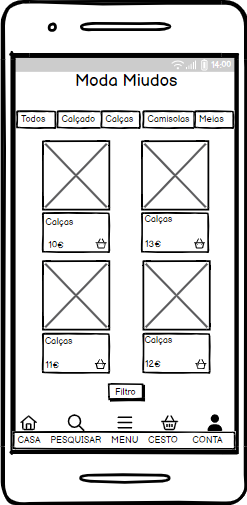 14:00
Moda Miudos
Todos Calçado Calças Camisolas Meias
Calças Calças
10€ 13€
Calças Calças
11€ 12€
Filtro
CASA PESQUISAR MENU CESTO CONTA